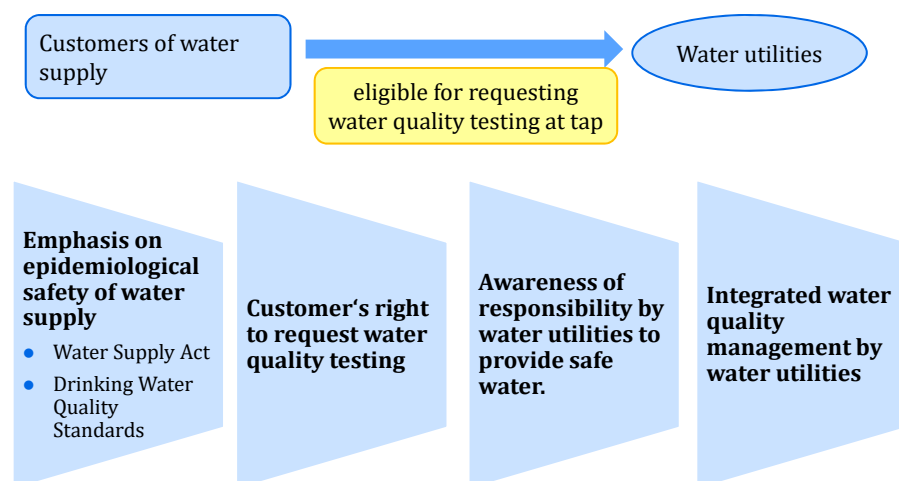 Customers of water
supply
Water utilities
eligible for requesting
water quality testing at tap
Emphasis on
epidemiological
safety of water
supply
● Water Supply Act
● Drinking Water
Quality
Standards
Customer‘s right
to request water
quality testing
Awareness of
responsibility by
water utilities to
provide safe
water.
Integrated water
quality
management by
water utilities